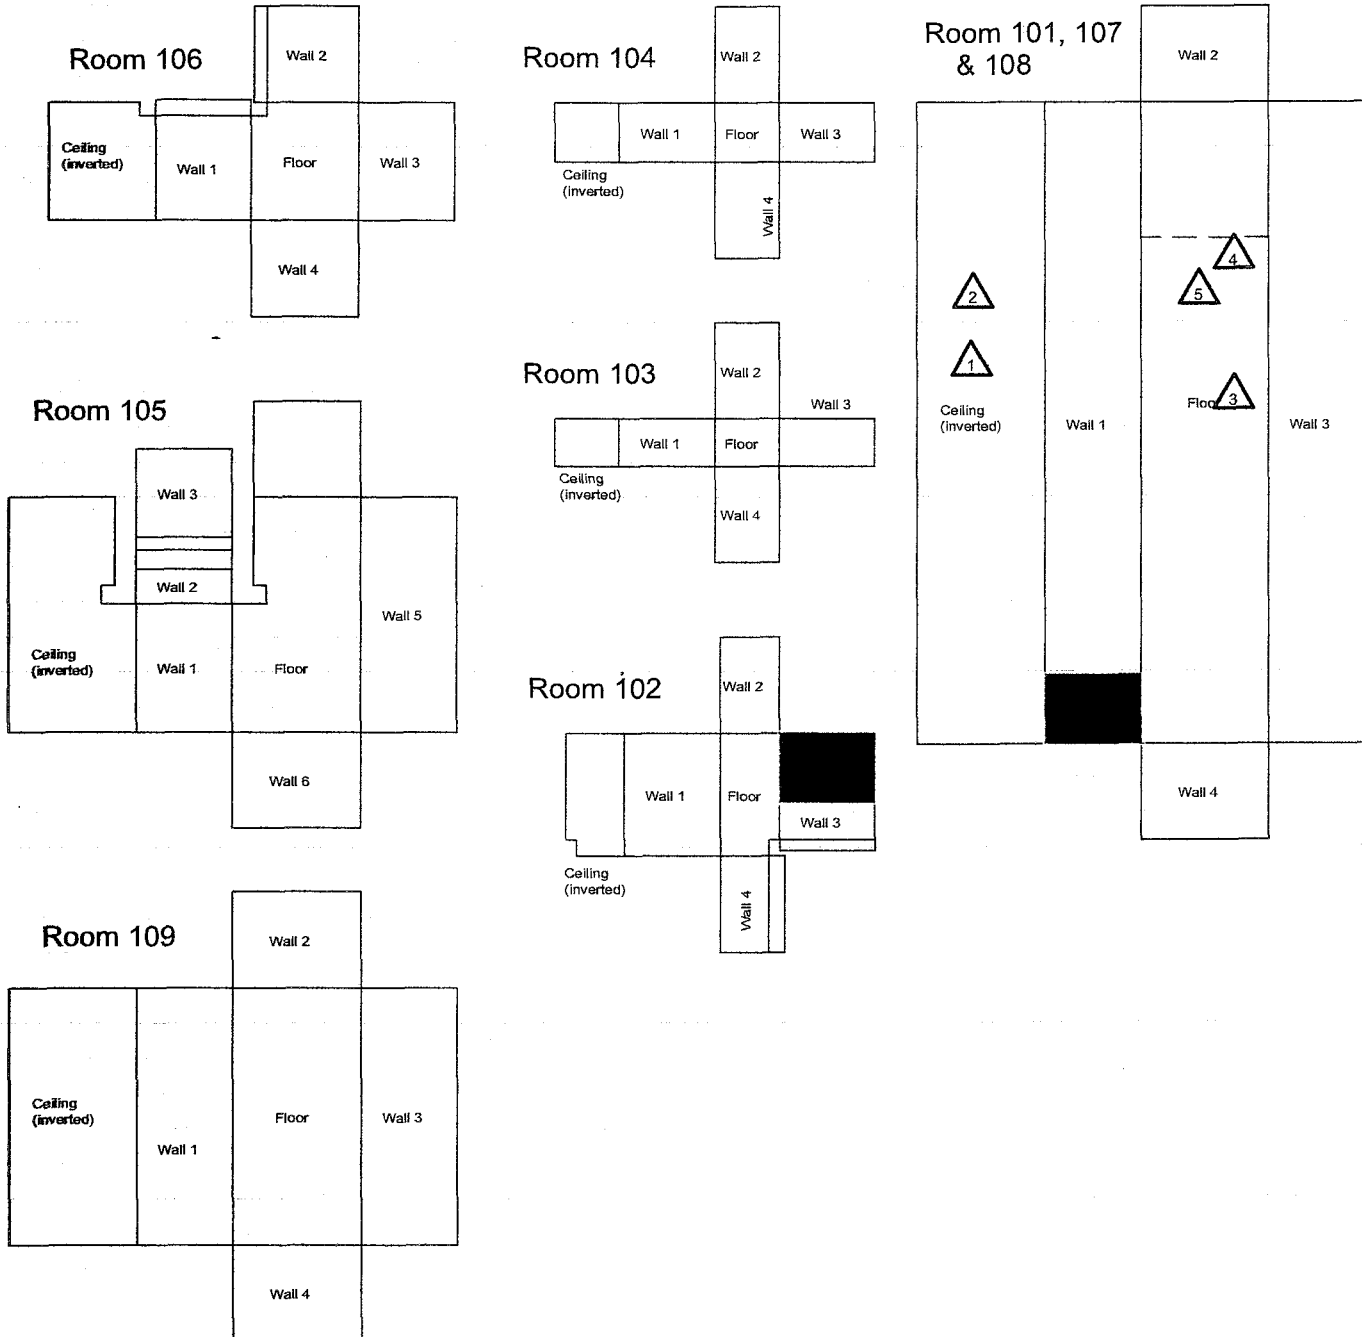 Room 106
Wall 2
Ceiling
(inverted)
Wall 1
Floor
Wall 3
Wall 4
Room 105
Wall 3
Wall 2
Wall 5
Ceiling
(inverted)
Wall 1
Floor
Wall 6
Room 109
Wall 2
Ceiling
(inverted)
Wall 1
Floor
Wall 3
Wall 4
Room 104
Wall 2
Wall 1
Floor
Wall 3
Ceiling
(inverted)
Wall 4
Room 103
Wall 2
Wall 3
Wall 1
Floor
Ceiling
(inverted)
Wall 4
Room 102
Wall 2
Wall 1
Floor
Wall 3
Ceiling
(inverted)
Wall 4
Room 101, 107
& 108
Wall 2
4
2
5
1
3
Ceiling
(inverted)
Wall 1
Floor
Wall 3
Wall 4